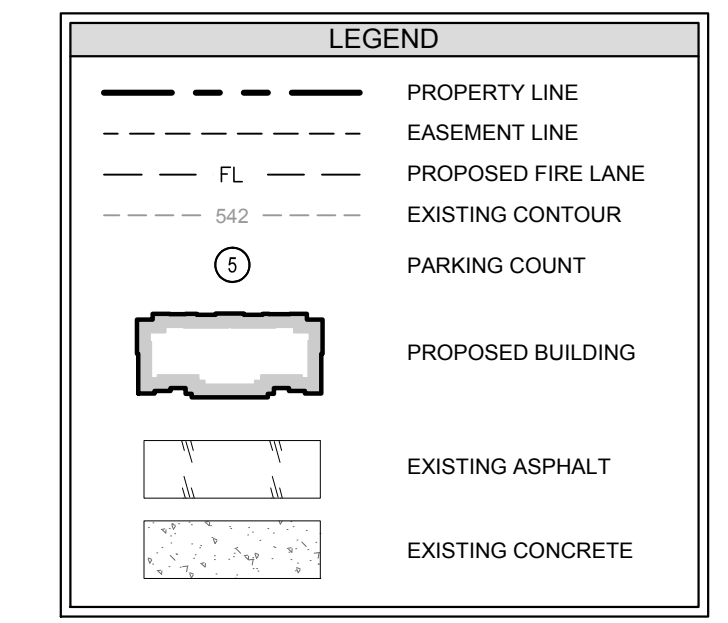 LEGEND
PROPERTY LINE
EASEMENT LINE
FL PROPOSED FIRE LANE
542 EXISTING CONTOUR
5 PARKING COUNT
PROPOSED BUILDING
EXISTING ASPHALT
EXISTING CONCRETE